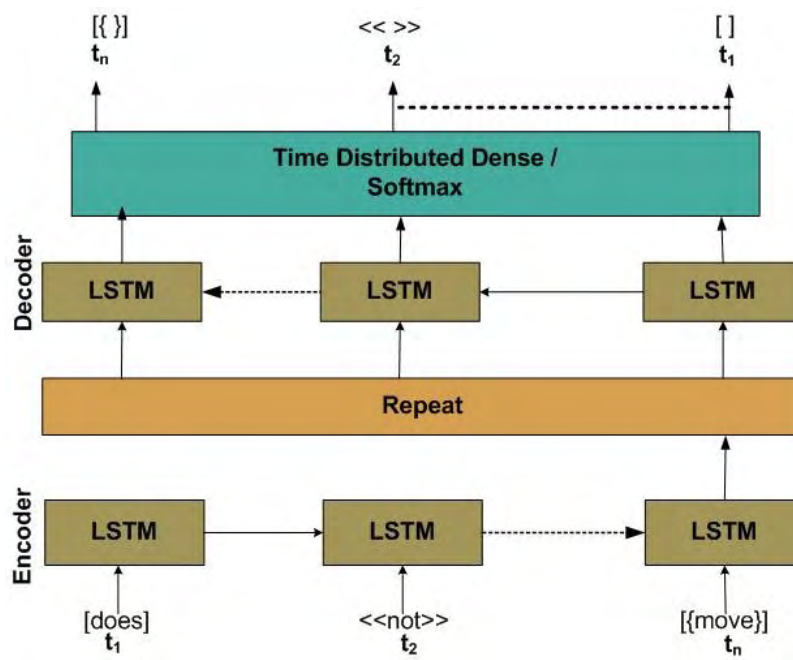 [{ }] << >> [ ]
tn t2 t1
Time Distributed Dense /
Softmax
Decoder
LSTM LSTM LSTM
Repeat
Encoder
LSTM LSTM LSTM
[does] <<not>> [{move}]
t1 t2 tn